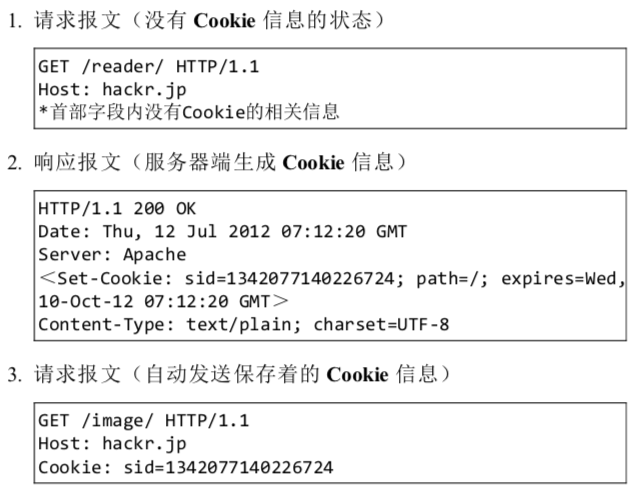 1. 请求报文（没有 Cookie 信息的状态）
GET /reader/ HTTP/1.1
Host: hackr.jp
*首部字段内没有Cookie的相关信息
2. 响应报文（服务器端生成 Cookie 信息）
HTTP/1.1 200 OK
Date: Thu, 12 Jul 2012 07:12:20 GMT
Server: Apache
＜Set-Cookie: sid=1342077140226724; path=/; expires=Wed,
10-Oct-12 07:12:20 GMT＞
Content-Type: text/plain; charset=UTF-8
3. 请求报文（自动发送保存着的 Cookie 信息）
GET /image/ HTTP/1.1
Host: hackr.jp
Cookie: sid=1342077140226724